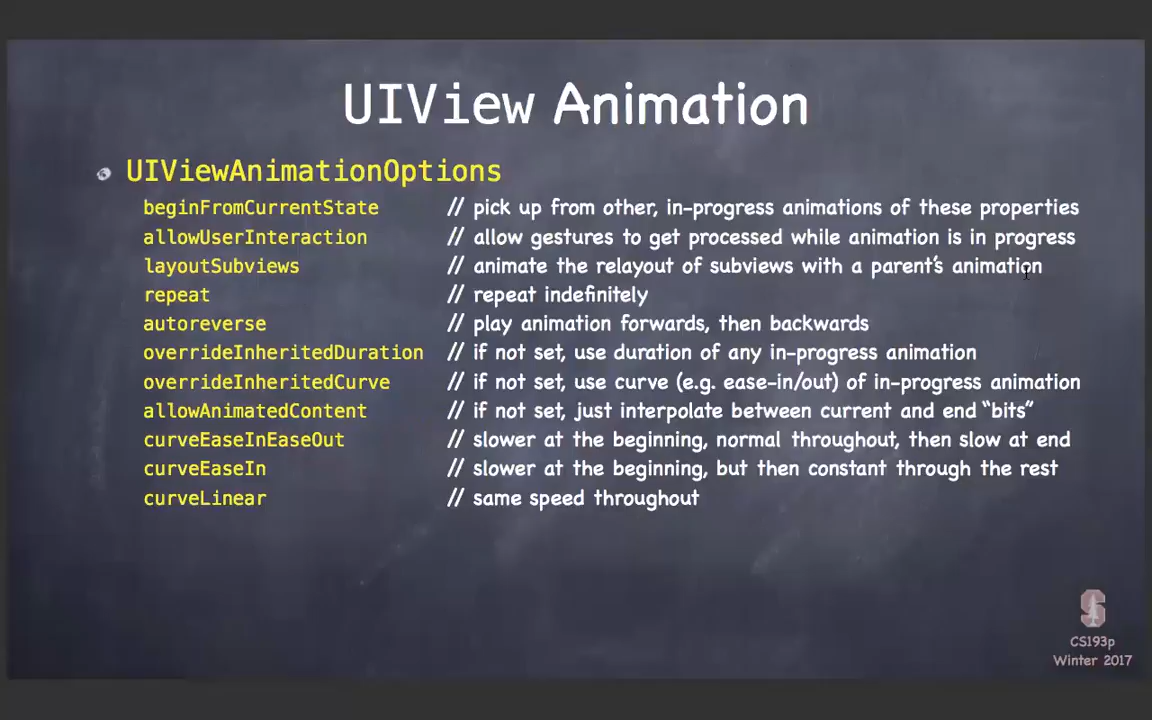 UIView Animation
UIViewAnimationOptions
beginFromCurrentState // pick up from other, in-progress animations of these properties
allowUserInteraction // allow gestures to get processed while animation is in progress
layoutSubviews // animate the relayout of subviews with a parent's animation
repeat // repeat indefinitely
autoreverse // play animation forwards, then backwards
overrideInheritedDuration // if not set, use duration of any in-progress animation
overrideInheritedCurve // if not set, use curve (e.g. ease-in/out) of in-progress animation
allowAnimatedContent // if not set, just interpolate between current and end “bits”
curveEaseInEaseOut // slower at the beginning, normal throughout, then slow at end
curveEaseIn // slower at the beginning, but then constant through the rest
curveLinear // same speed throughout
S
CS193p
Winter 2017